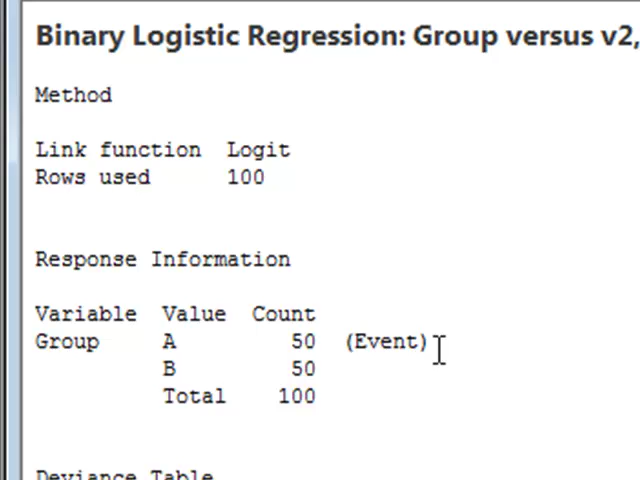 Binary Logistic Regression: Group versus v2,
Method
Link function Logit
Rows used 100
Response Information
Variable Value Count
Group A 50 (Event)
B 50
Total 100
Deviance Table